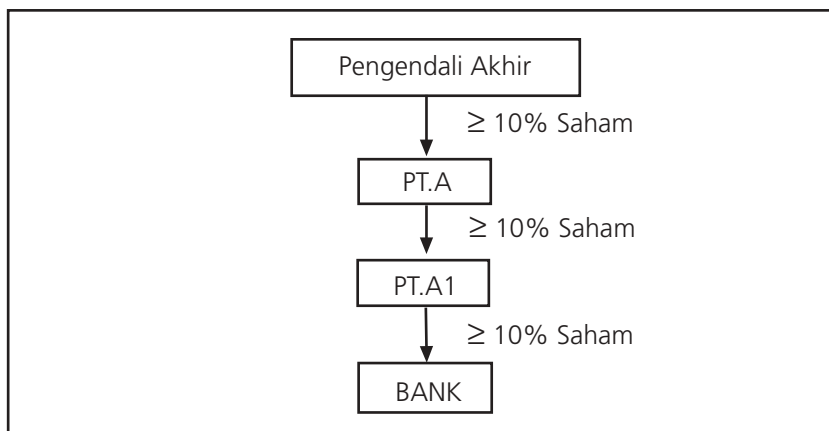 Pengendali Akhir
≥ 10% Saham
PT.A
≥ 10% Saham
PT.A1
≥ 10% Saham
BANK